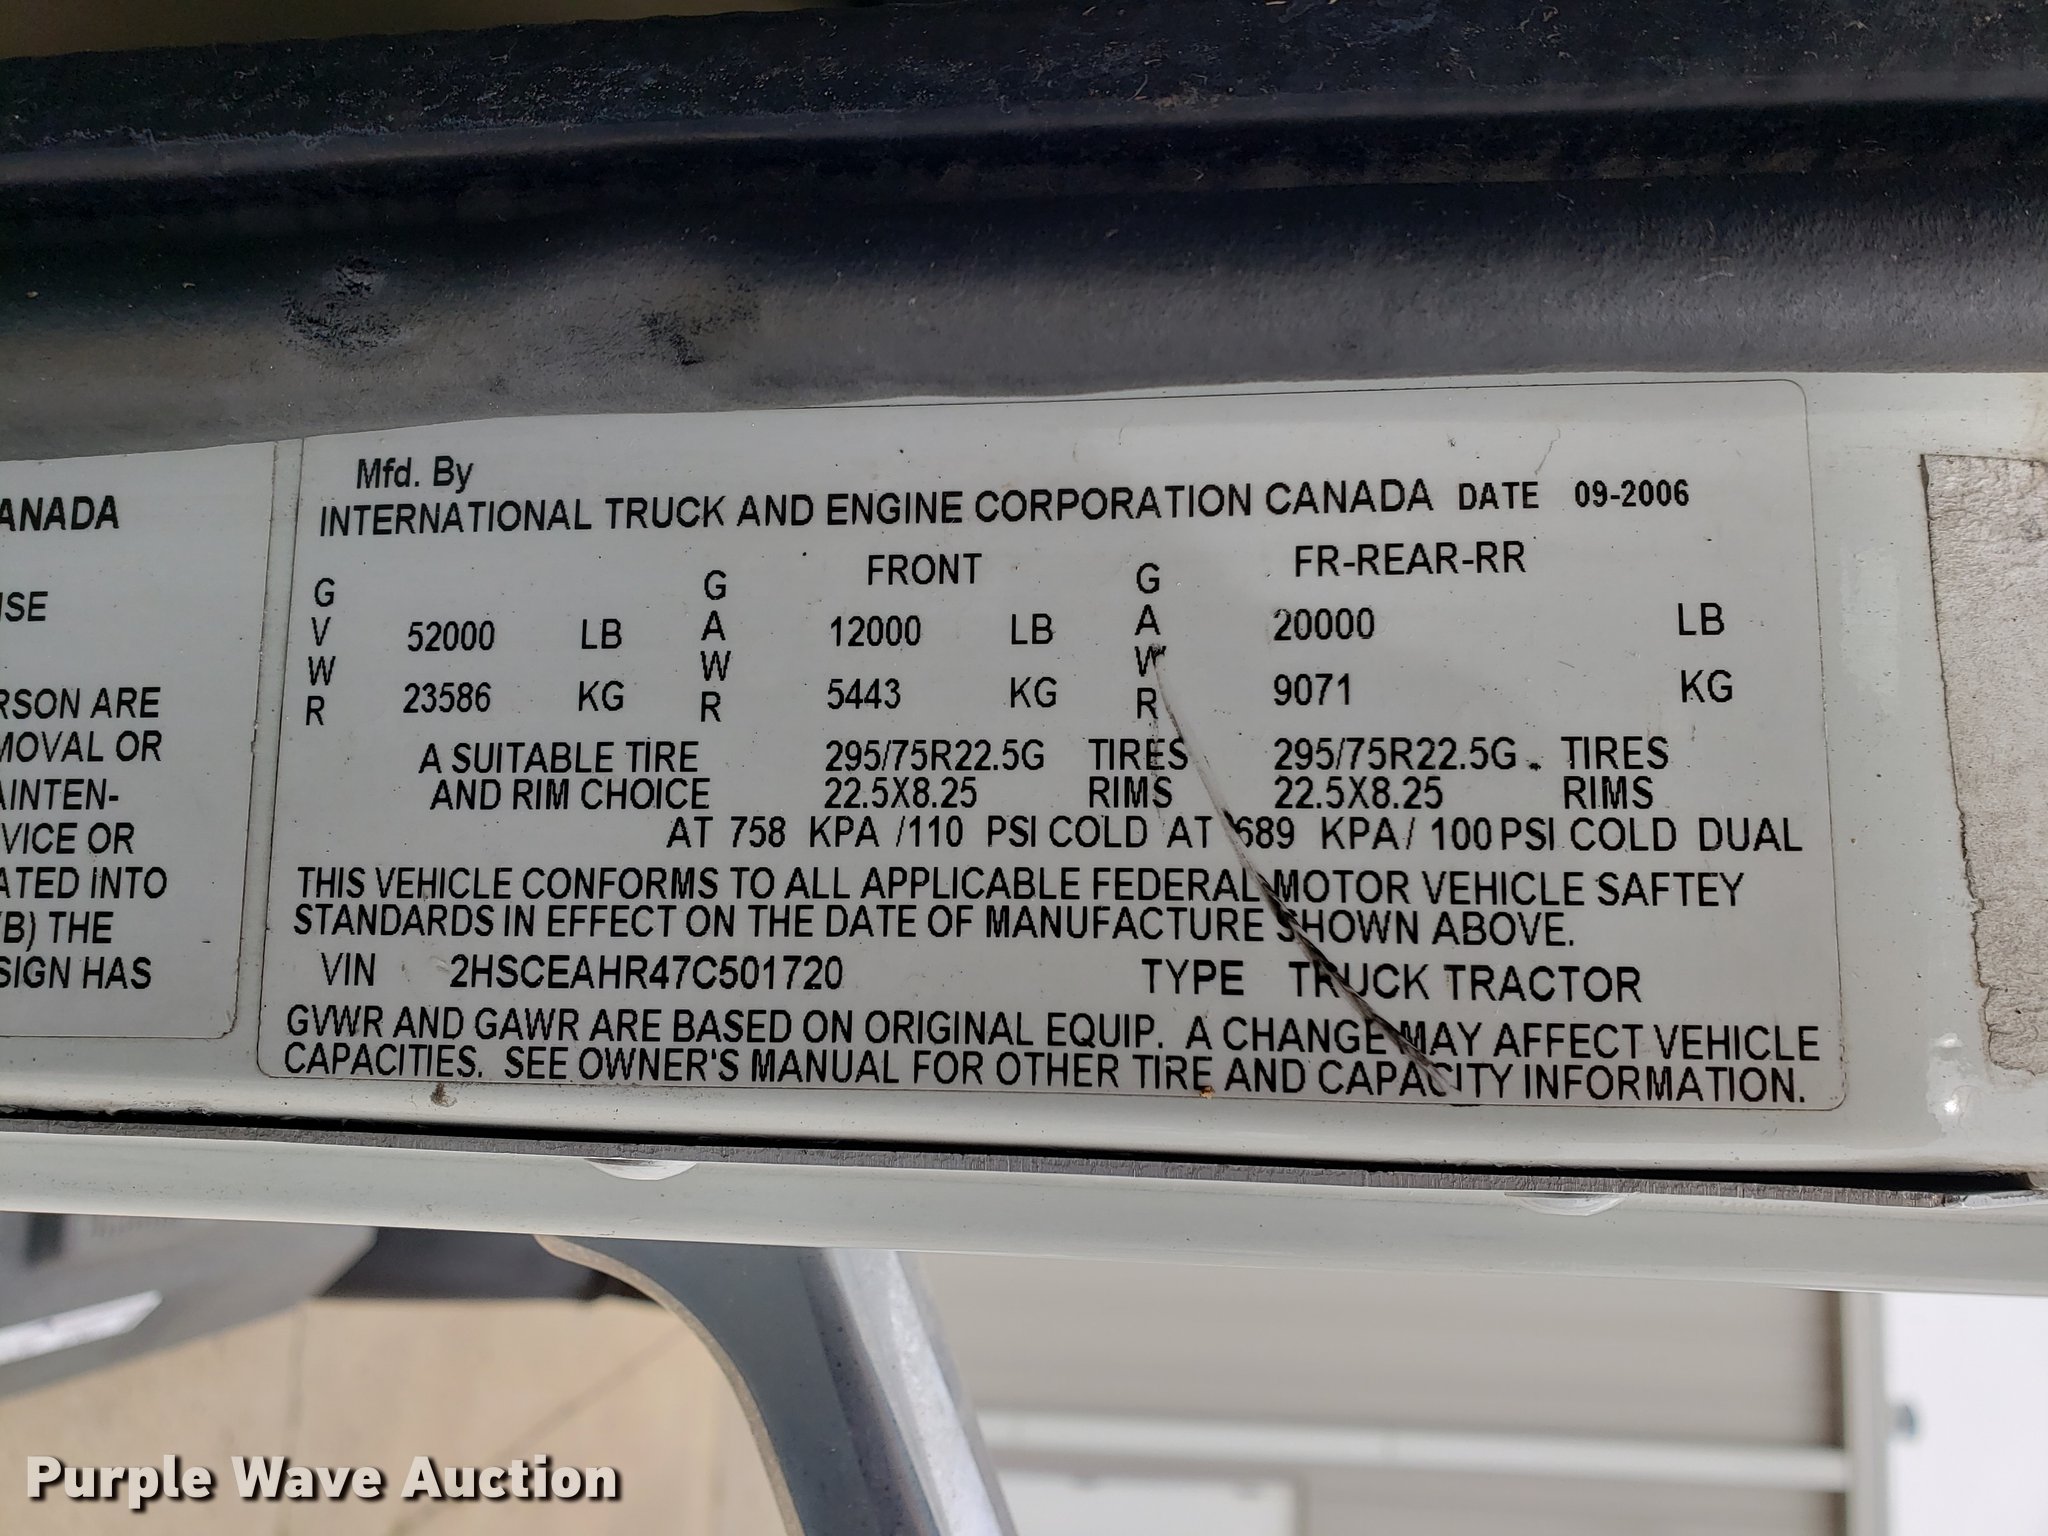 ANADA
ISE
RSON ARE
MOVAL OR
AINTEN-
VICE OR
ATED INTO
(B) THE
SIGN HAS
Mfd. By
INTERNATIONAL TRUCK AND ENGINE CORPORATION CANADA DATE 09-2006
FRONT FR-REAR-RR
GVWR 52000 LB GAWR 12000 LB GAWR 20000 LB
23586 KG 5443 KG 9071 KG
A SUITABLE TIRE 295/75R22.5G TIRES 295/75R22.5G TIRES
AND RIM CHOICE 22.5X8.25 RIMS 22.5X8.25 RIMS
AT 758 KPA /110 PSI COLD AT 689 KPA/ 100 PSI COLD DUAL
THIS VEHICLE CONFORMS TO ALL APPLICABLE FEDERAL MOTOR VEHICLE SAFTEY
STANDARDS IN EFFECT ON THE DATE OF MANUFACTURE SHOWN ABOVE.
VIN 2HSCEAHR47C501720 TYPE TRUCK TRACTOR
GVWR AND GAWR ARE BASED ON ORIGINAL EQUIP. A CHANGE MAY AFFECT VEHICLE
CAPACITIES. SEE OWNER'S MANUAL FOR OTHER TIRE AND CAPACITY INFORMATION.
Purple Wave Auction